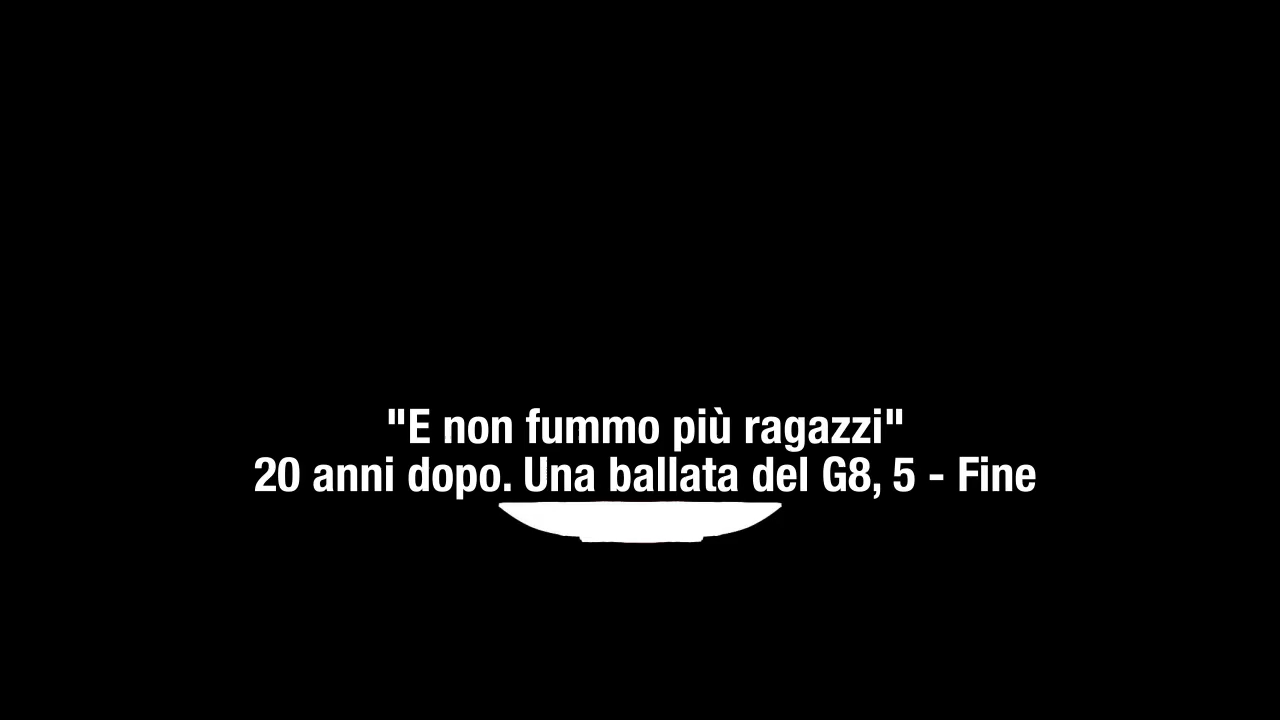 "E non fummo più ragazzi"
20 anni dopo. Una ballata del G8, 5 - Fine